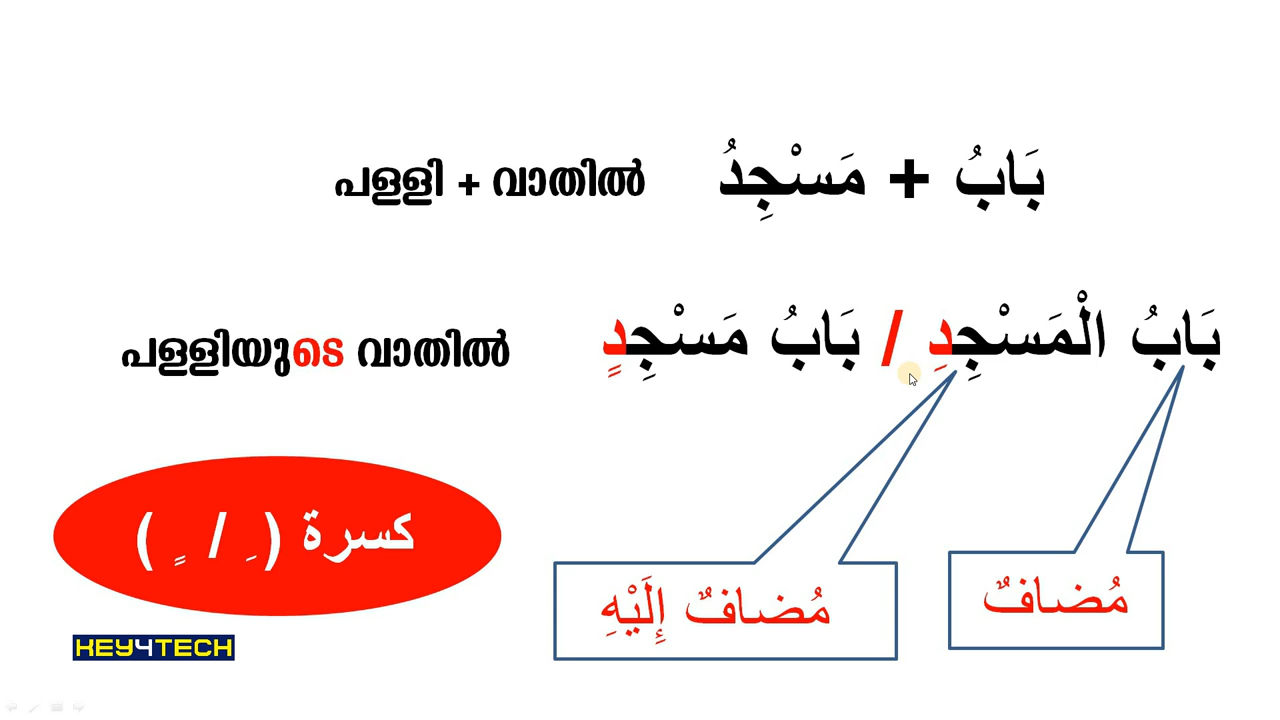 بَابُ + مَسْجِدُ
പള്ളി + വാതിൽ
بَابُ الْمَسْجِدِ / بَابُ مَسْجِدٍ
പള്ളിയുടെ വാതിൽ
كسرة ( ِ / ٍ )
مُضافٌ
مُضافٌ إِلَيْهِ
KEY4TECH